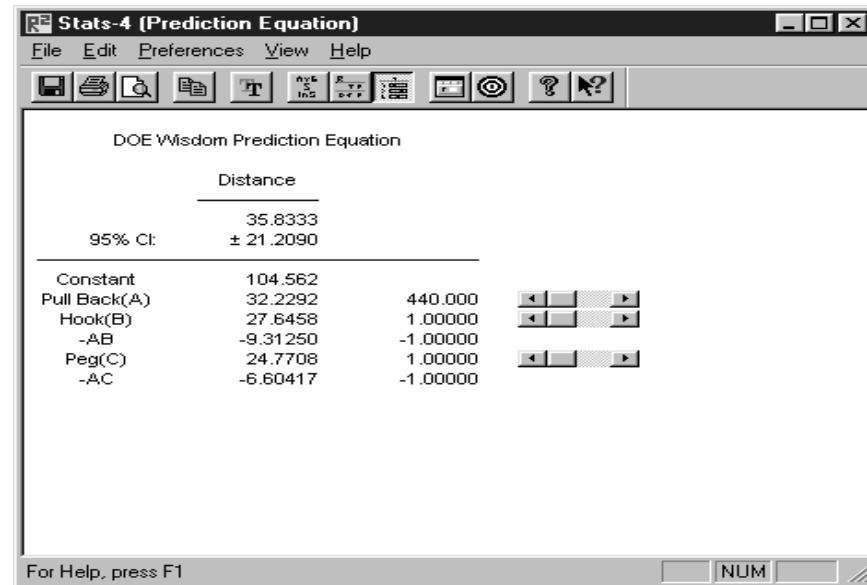 R² Stats-4 (Prediction Equation)
File Edit Preferences View Help
DOE Wisdom Prediction Equation
Distance
35.8333
95% CI: ± 21.2090
Constant 104.562
Pull Back(A) 32.2292 440.000
Hook(B) 27.6458 1.00000
-AB -9.31250 -1.00000
Peg(C) 24.7708 1.00000
-AC -6.60417 -1.00000
For Help, press F1 NUM